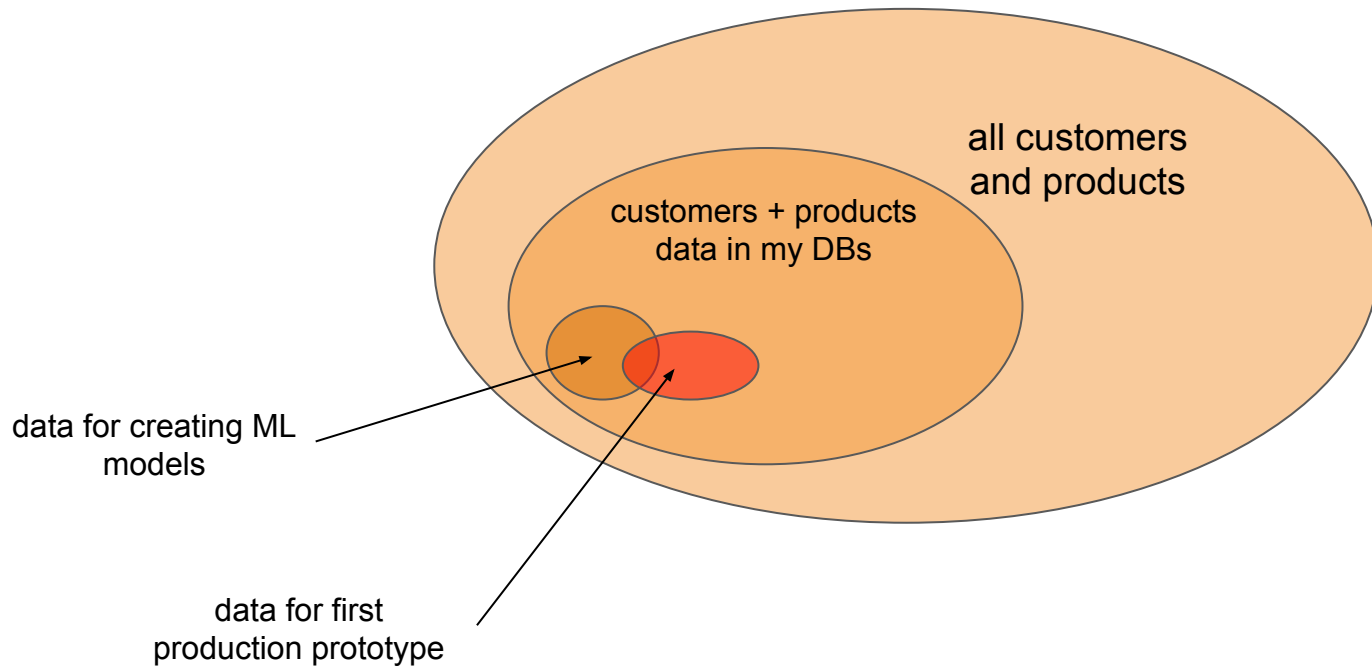 all customers
and products
customers + products
data in my DBs
data for creating ML
models
data for first
production prototype